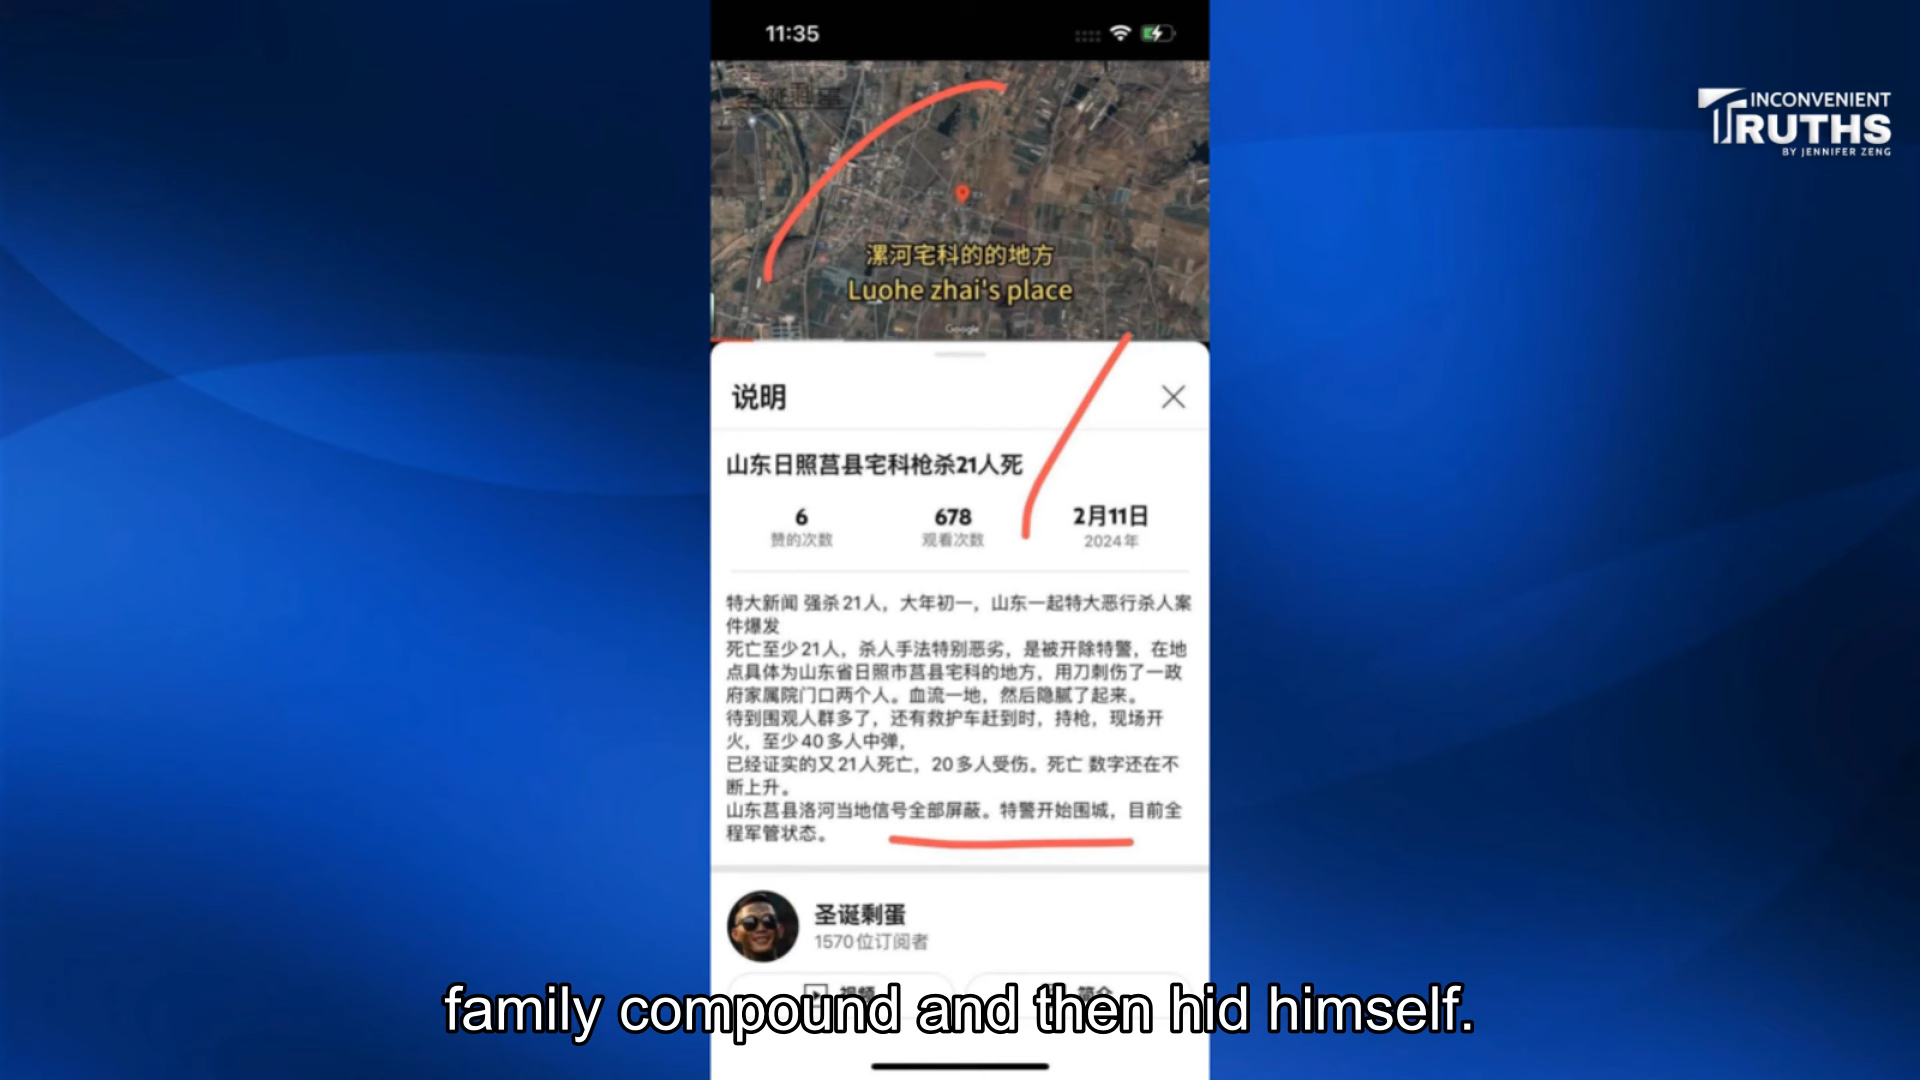 11:35
INCONVENIENT
TRUTHS
BY JENNIFER ZENG
圣诞剩蛋
漯河宅科的的地方
Luohe zhai's place
Google
说明
山东日照莒县宅科枪杀21人死
6
678
2月11日
赞的次数
观看次数
2024年
特大新闻 强杀21人，大年初一，山东一起特大恶行杀人案
件爆发
死亡至少21人，杀人手法特别恶劣，是被开除特警，在地
点具体为山东省日照市莒县宅科的地方，用刀刺伤了一政
府家属院门口两个人。血流一地，然后隐腻了起来。
待到围观人群多了，还有救护车赶到时，持枪，现场开
火，至少40多人中弹，
已经证实的又21人死亡，20多人受伤。死亡 数字还在不
断上升。
山东莒县洛河当地信号全部屏蔽。特警开始围城，目前全
程军管状态。
圣诞剩蛋
1570位订阅者
视频
简介
family compound and then hid himself.